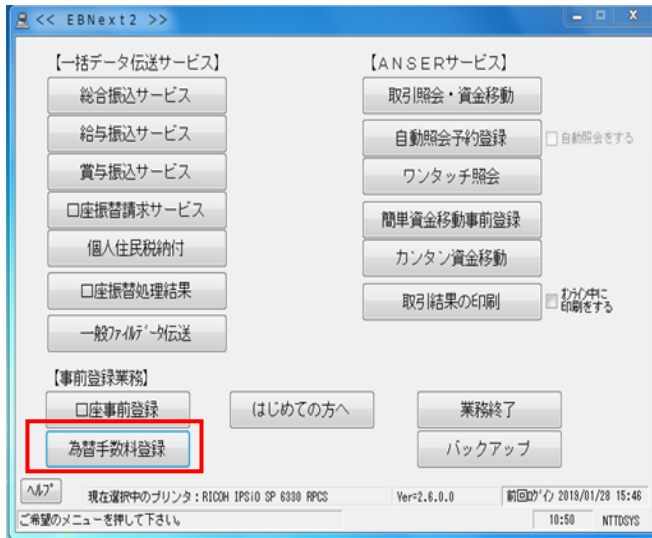 << EBNext2 >>
【一括データ伝送サービス】
総合振込サービス
給与振込サービス
賞与振込サービス
口座振替請求サービス
個人住民税納付
口座振替処理結果
一般ファイルデータ伝送
【ANSERサービス】
取引照会・資金移動
自動照会予約登録
自動照会をする
ワンタッチ照会
簡単資金移動事前登録
カンタン資金移動
取引結果の印刷
オンライン中に
印刷をする
【事前登録業務】
口座事前登録
はじめての方へ
業務終了
為替手数料登録
バックアップ
ヘルプ
現在選択中のプリンタ:RICOH IPSiO SP 6330 RPCS
Ver=2.6.0.0
前回ログイン 2019/01/28 15:46
ご希望のメニューを押して下さい。
10:50
NTTDSYS